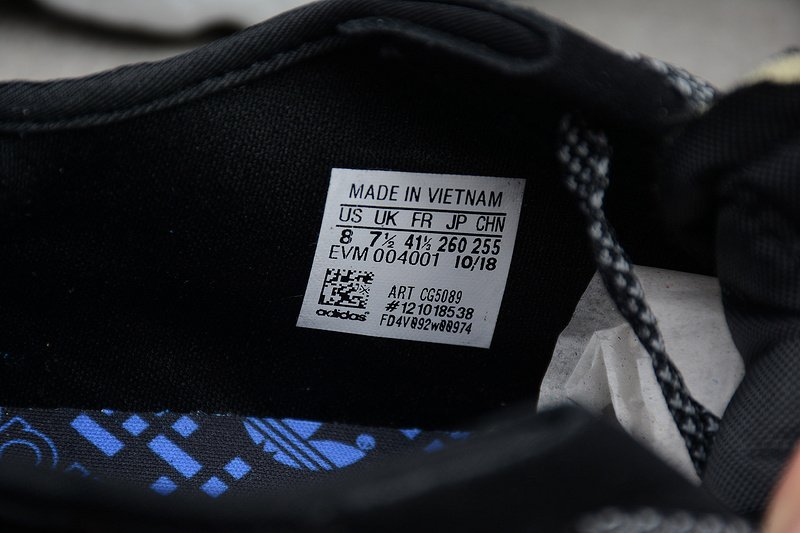 MADE IN VIETNAM
US UK FR JP CHN
8 7½ 41⅓ 260 255
EVM 004001 10/18
ART CG5089
#121018538
FD4V092w00974
adidas